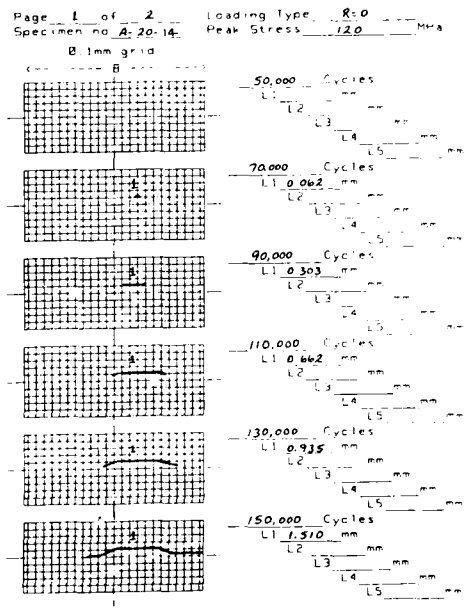 Page 1 of 2 Loading Type R=0
Specimen no A-20-14 Peak Stress 120 MPa
0.1mm grid
B
50,000 Cycles
L1 mm
L2 mm
L3 mm
L4 mm
L5 mm
70,000 Cycles
1
L1 0.062 mm
L2 mm
L3 mm
L4 mm
L5 mm
90,000 Cycles
1
L1 0.303 mm
L2 mm
L3 mm
L4 mm
L5 mm
110,000 Cycles
1
L1 0.662 mm
L2 mm
L3 mm
L4 mm
L5 mm
130,000 Cycles
1
L1 0.935 mm
L2 mm
L3 mm
L4 mm
L5 mm
150,000 Cycles
1
L1 1.510 mm
L2 mm
L3 mm
L4 mm
L5 mm